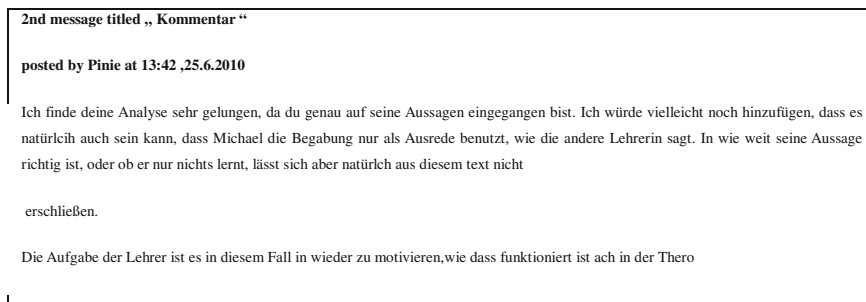 2nd message titled „ Kommentar “
posted by Pinie at 13:42 ,25.6.2010
Ich finde deine Analyse sehr gelungen, da du genau auf seine Aussagen eingegangen bist. Ich würde vielleicht noch hinzufügen, dass es
natürlcih auch sein kann, dass Michael die Begabung nur als Ausrede benutzt, wie die andere Lehrerin sagt. In wie weit seine Aussage
richtig ist, oder ob er nur nichts lernt, lässt sich aber natürlch aus diesem text nicht
erschließen.
Die Aufgabe der Lehrer ist es in diesem Fall in wieder zu motivieren,wie dass funktioniert ist ach in der Thero